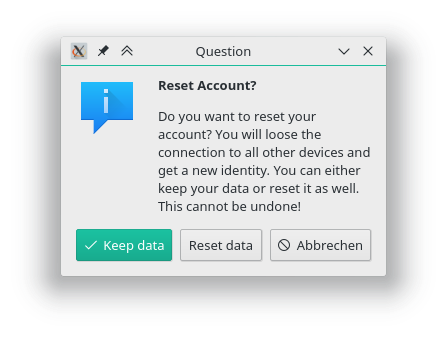 Question
Reset Account?
Do you want to reset your
account? You will loose the
connection to all other devices and
get a new identity. You can either
keep your data or reset it as well.
This cannot be undone!
Keep data
Reset data
Abbrechen